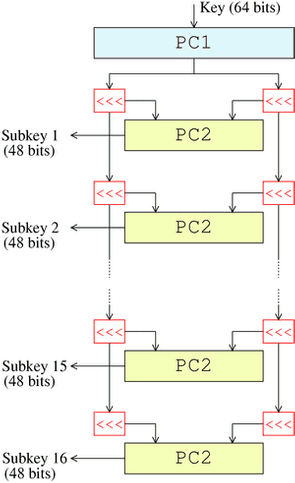 Key (64 bits)
PC1
<<< <<<
Subkey 1
(48 bits)
PC2
<<< <<<
Subkey 2
(48 bits)
PC2
<<< <<<
Subkey 15
(48 bits)
PC2
<<< <<<
Subkey 16
(48 bits)
PC2